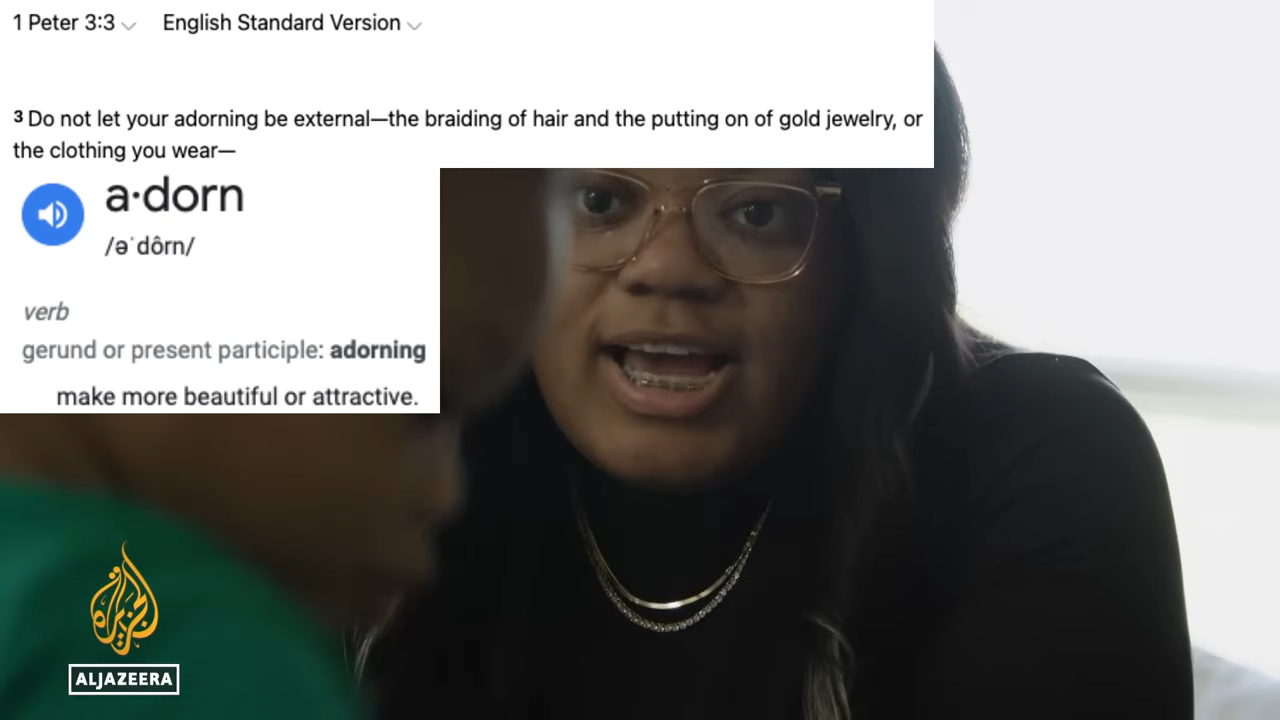 1 Peter 3:3 English Standard Version
3 Do not let your adorning be external—the braiding of hair and the putting on of gold jewelry, or
the clothing you wear—
a·dorn
/əˈdôrn/
verb
gerund or present participle: adorning
make more beautiful or attractive.
الجزيرة
ALJAZEERA